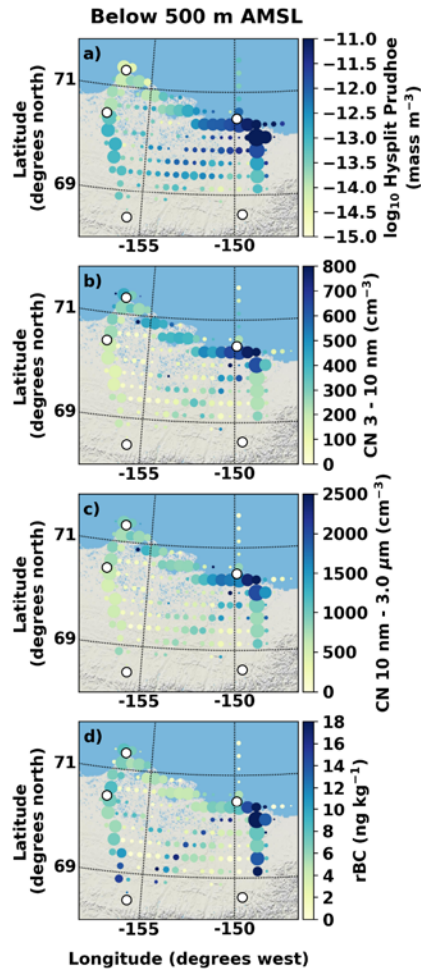 Below 500 m AMSL
a)
71
69
Latitude
(degrees north)
-155
-150
-11.0
-11.5
-12.0
-12.5
-13.0
-13.5
-14.0
-14.5
-15.0
log₁₀ Hysplit Prudhoe
(mass m⁻³)
b)
71
69
Latitude
(degrees north)
-155
-150
800
700
600
500
400
300
200
100
0
CN 3 - 10 nm (cm⁻³)
c)
71
69
Latitude
(degrees north)
-155
-150
2500
2000
1500
1000
500
0
CN 10 nm - 3.0 μm (cm⁻³)
d)
71
69
Latitude
(degrees north)
-155
-150
18
16
14
12
10
8
6
4
2
0
rBC (ng kg⁻¹)
Longitude (degrees west)